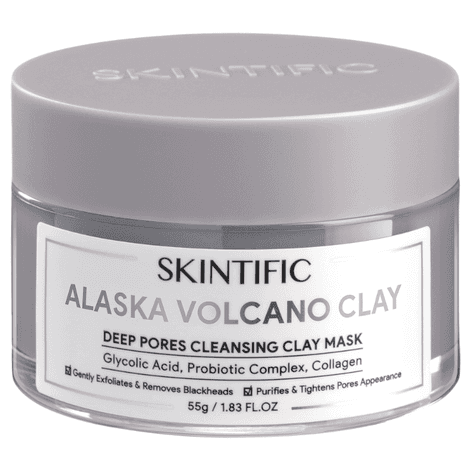 SKINTIFIC
SKINTIFIC
ALASKA VOLCANO CLAY
DEEP PORES CLEANSING CLAY MASK
Glycolic Acid, Probiotic Complex, Collagen
☑ Gently Exfoliates & Removes Blackheads ☑ Purifies & Tightens Pores Appearance
55g / 1.83 FL.OZ